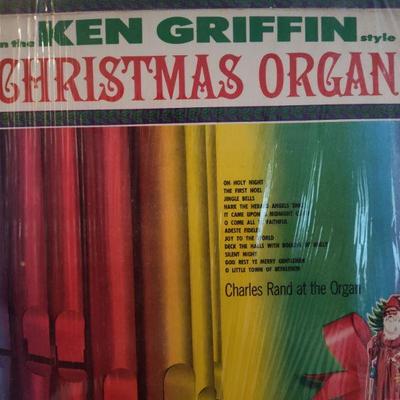 in the KEN GRIFFIN style
CHRISTMAS ORGAN
OH HOLY NIGHT
THE FIRST NOEL
JINGLE BELLS
HARK THE HERALD ANGELS
IT CAME UPON A MIDNIGHT
O COME ALL YE FAITHFUL
ADESTE FIDELES
JOY TO THE WORLD
DECK THE HALLS WITH BOUGHS OF HOLLY
SILENT NIGHT
GOD REST YE MERRY GENTLEMEN
O LITTLE TOWN OF BETHLEHEM
Charles Rand at the Organ